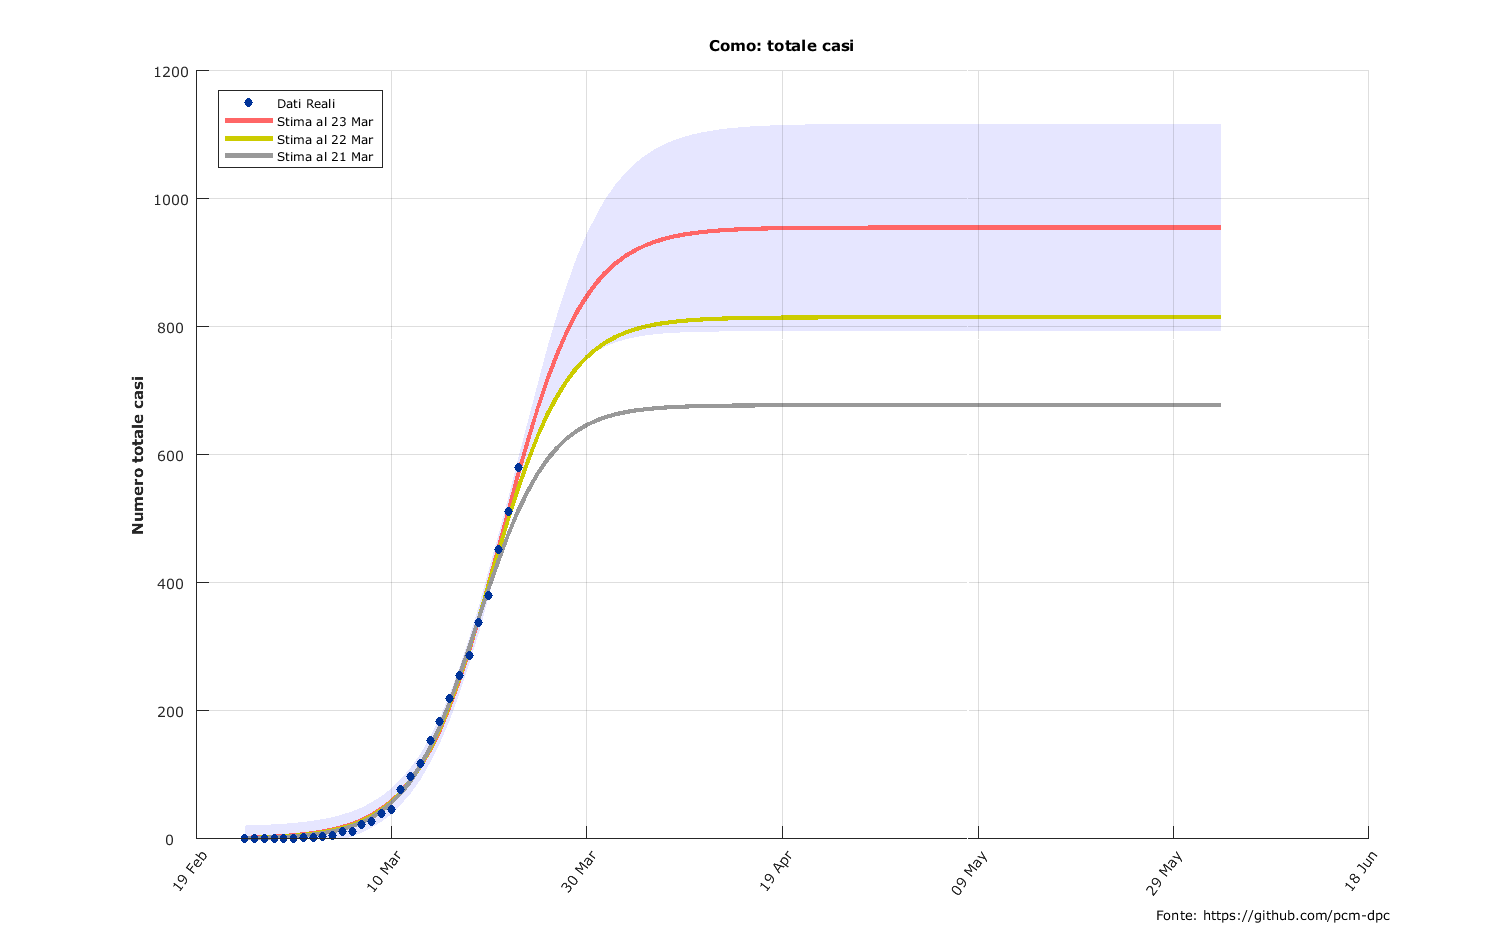 Como: totale casi
1200
1000
800
600
400
200
0
Numero totale casi
Dati Reali
Stima al 23 Mar
Stima al 22 Mar
Stima al 21 Mar
19 Feb
10 Mar
30 Mar
19 Apr
09 May
29 May
18 Jun
Fonte: https://github.com/pcm-dpc